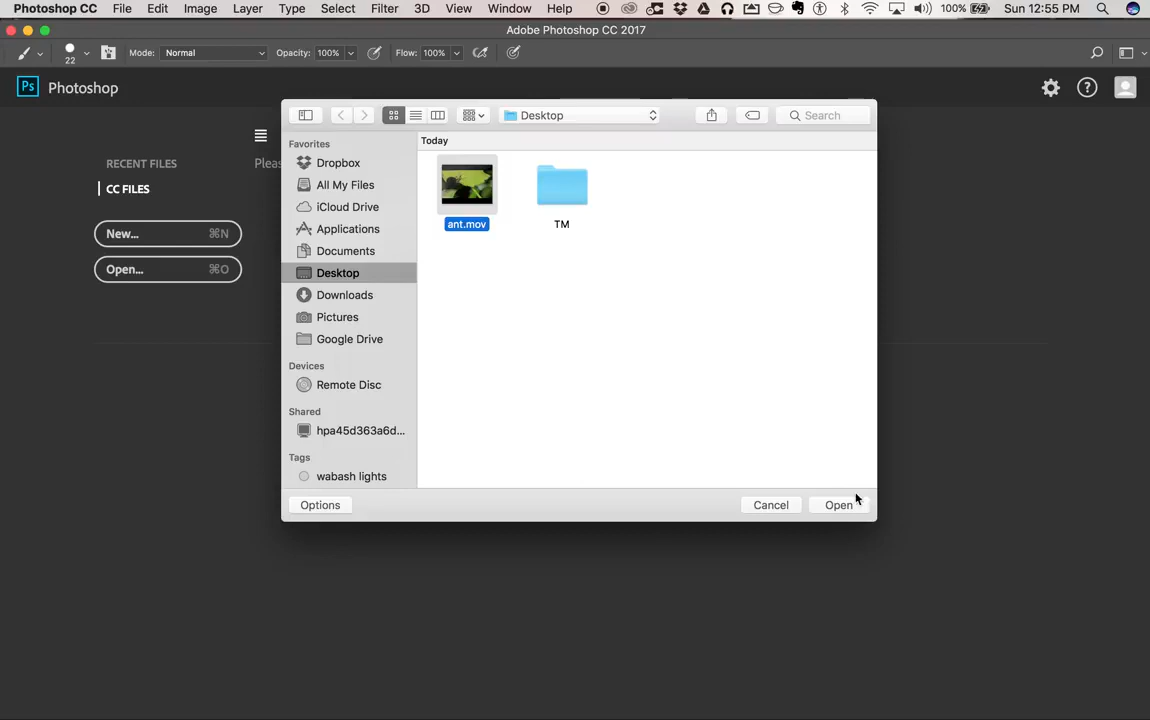 Photoshop CC File Edit Image Layer Type Select Filter 3D View Window Help 100% Sun 12:55 PM
Adobe Photoshop CC 2017
22 Mode: Normal Opacity: 100% Flow: 100%
Ps Photoshop
Desktop Search
Favorites Today
RECENT FILES Pleas
CC FILES
New... ⌘N
Open... ⌘O
Dropbox
All My Files
iCloud Drive
Applications
Documents
Desktop
Downloads
Pictures
Google Drive
Devices
Remote Disc
Shared
hpa45d363a6d...
Tags
wabash lights
ant.mov TM
Options Cancel Open